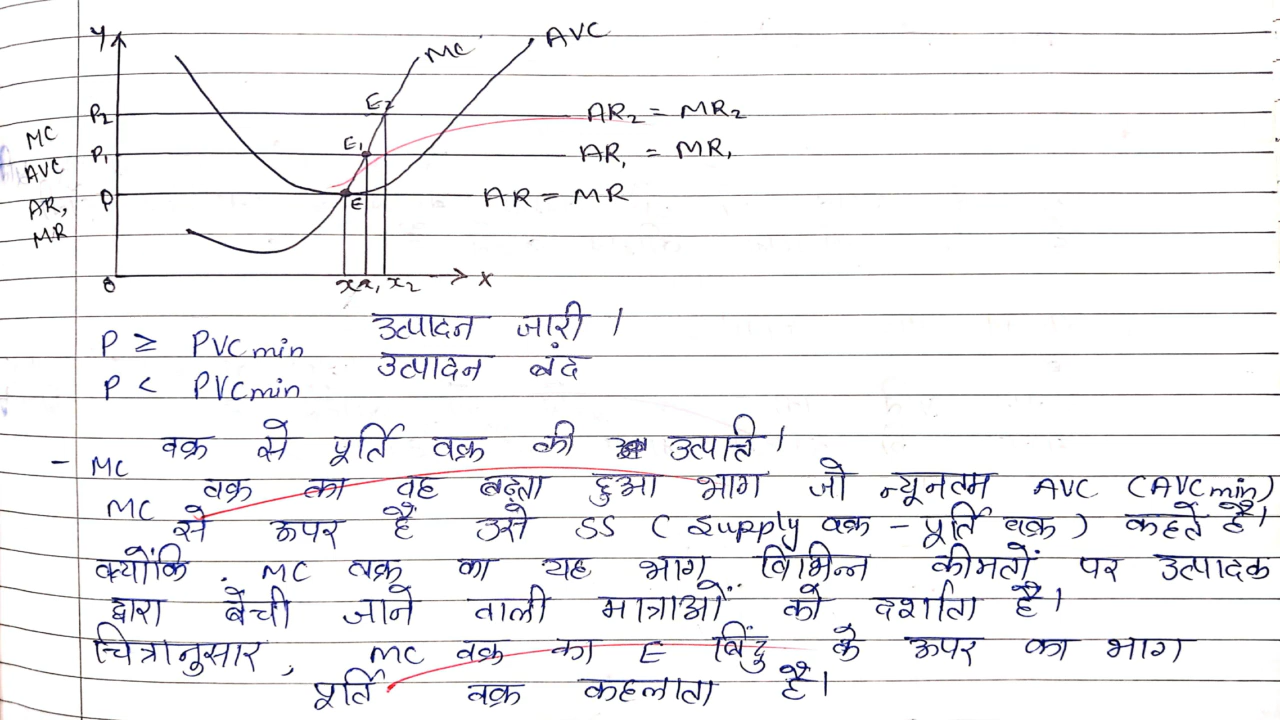 Y
MC
AVC
P₂
E₂
AR₂ = MR₂
MC
P₁
E₁
AR₁ = MR₁
AVC
P
E
AR = MR
AR,
MR
0
x x₁ x₂
X
P ≥ PVCmin उत्पादन जारी ।
P < PVCmin उत्पादन बंद
- MC वक्र से पूर्ति वक्र की उत्पत्ति ।
MC वक्र का वह बढ़ता हुआ भाग जो न्यूनतम AVC (AVCmin)
से ऊपर है उसे SS (Supply वक्र - पूर्ति वक्र) कहते हैं।
क्योंकि MC वक्र का यह भाग विभिन्न कीमतों पर उत्पादक
द्वारा बेंची जाने वाली मात्राओं को दर्शाता है।
चित्रानुसार, MC वक्र का E बिंदु के ऊपर का भाग
पूर्ति वक्र कहलाता है।